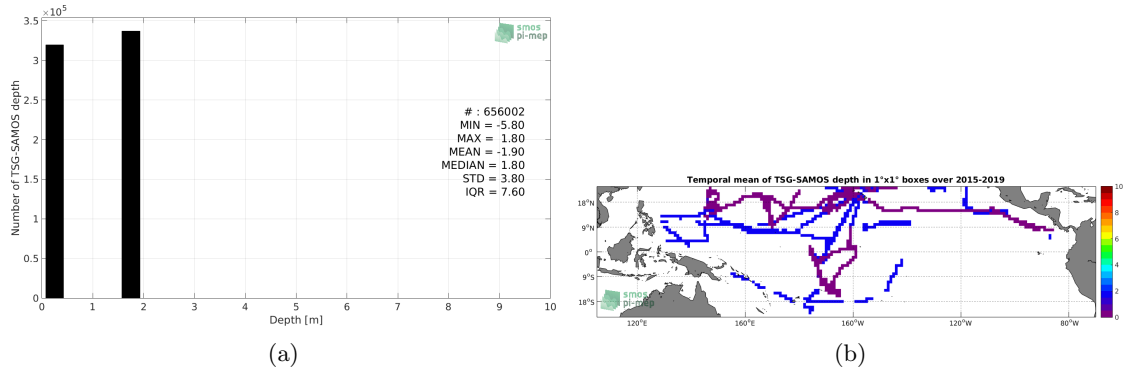 ×10⁵
3.5
3
2.5
2
1.5
1
0.5
0
0 1 2 3 4 5 6 7 8 9 10
Number of TSG-SAMOS depth
Depth [m]
smos
pi-mep
# : 656002
MIN = -5.80
MAX = 1.80
MEAN = -1.90
MEDIAN = 1.80
STD = 3.80
IQR = 7.60
(a)
Temporal mean of TSG-SAMOS depth in 1°x1° boxes over 2015-2019
18°N
9°N
0°
9°S
18°S
120°E 160°E 160°W 120°W 80°W
smos
pi-mep
10
8
6
4
2
0
(b)